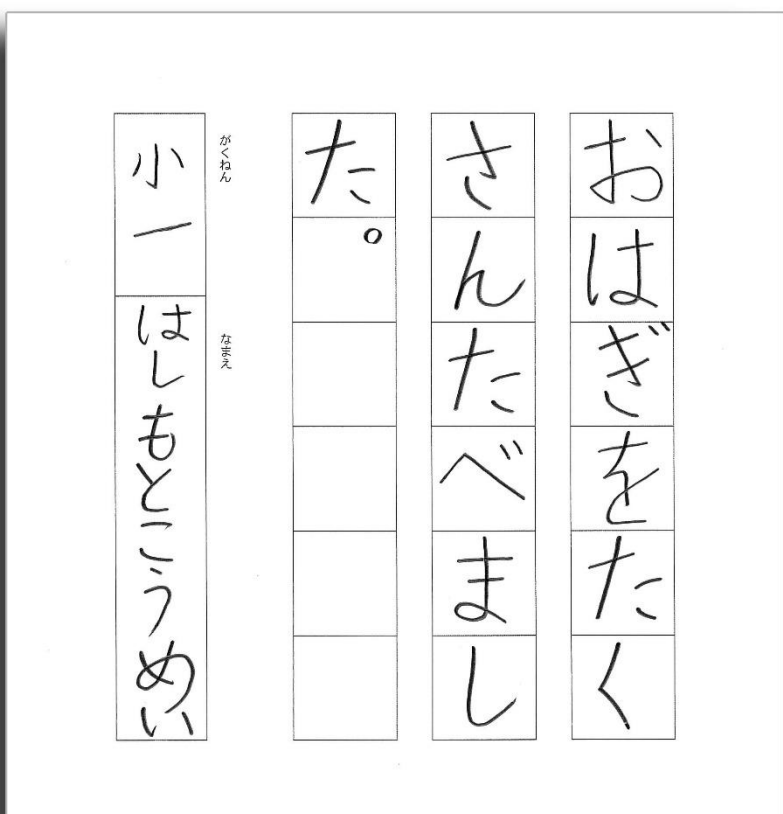 おはぎをたく
さんたべまし
た。
がくねん
小一
なまえ
はしもとこうめい